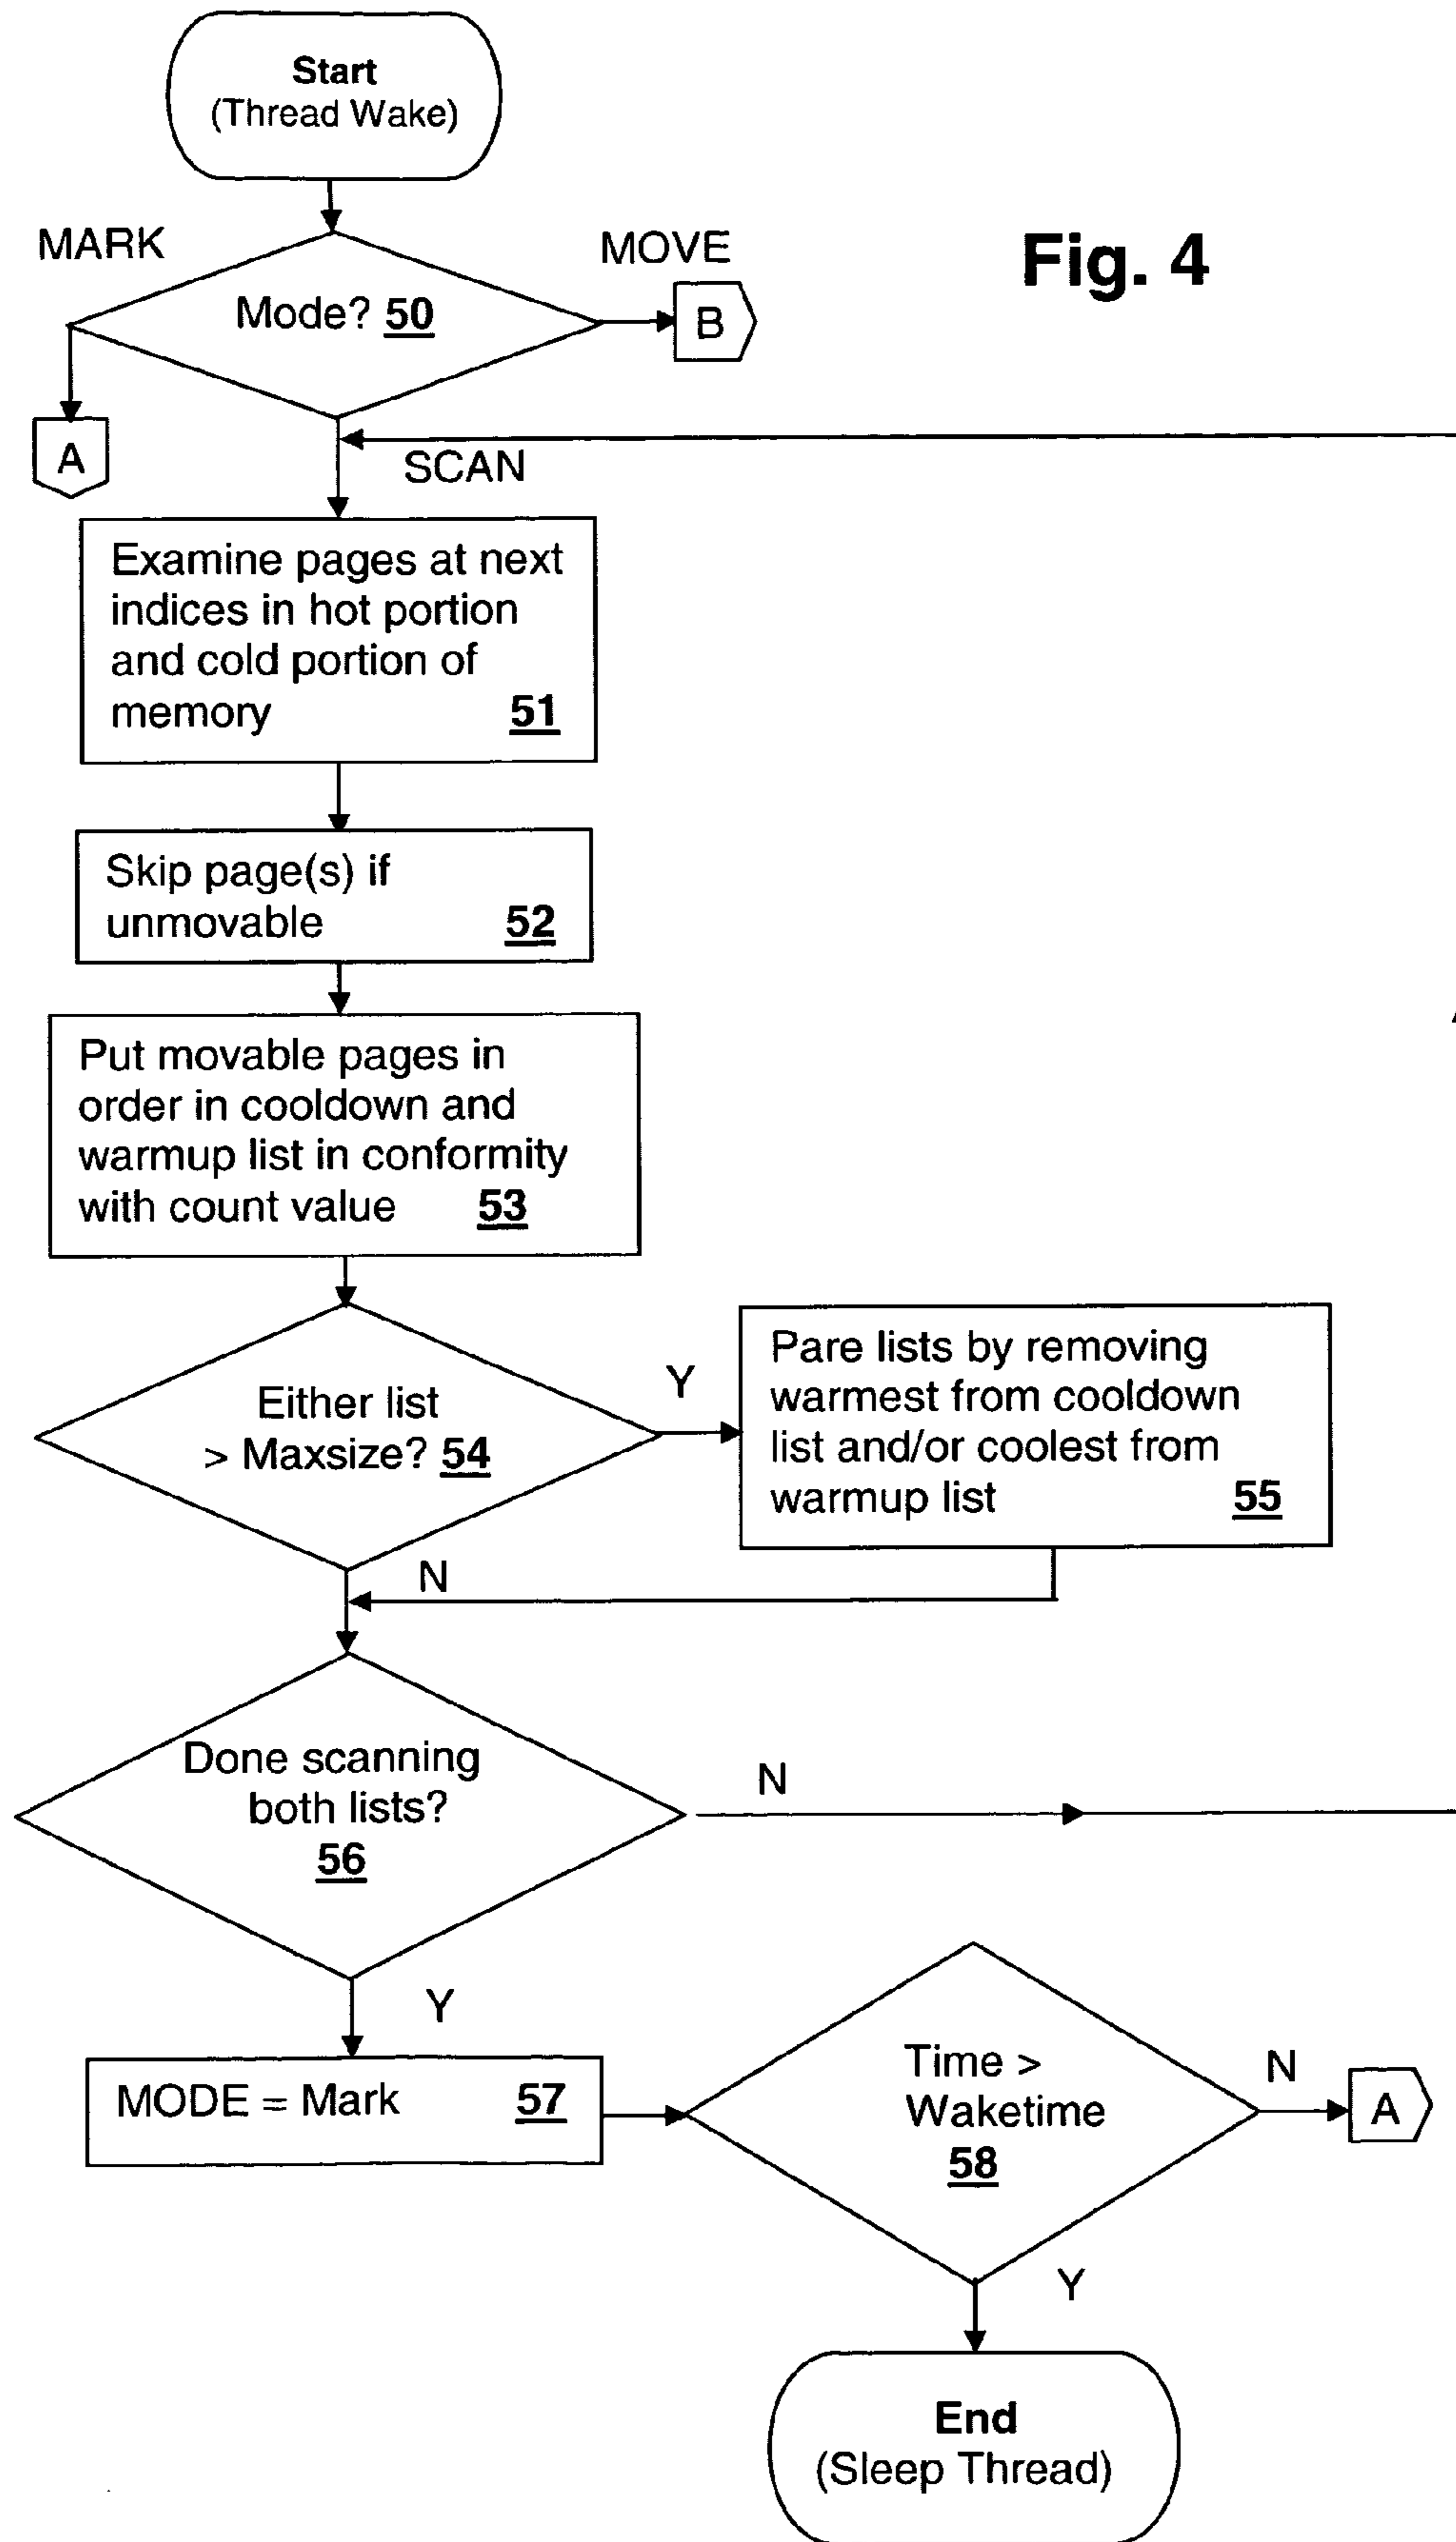 Start
(Thread Wake)
MARK
MOVE
Fig. 4
Mode? 50
B
A
SCAN
Examine pages at next
indices in hot portion
and cold portion of
memory 51
Skip page(s) if
unmovable 52
Put movable pages in
order in cooldown and
warmup list in conformity
with count value 53
Either list
> Maxsize? 54
Y
Pare lists by removing
warmest from cooldown
list and/or coolest from
warmup list 55
N
Done scanning
both lists?
56
N
Y
MODE = Mark 57
Time >
Waketime
58
N
A
Y
End
(Sleep Thread)